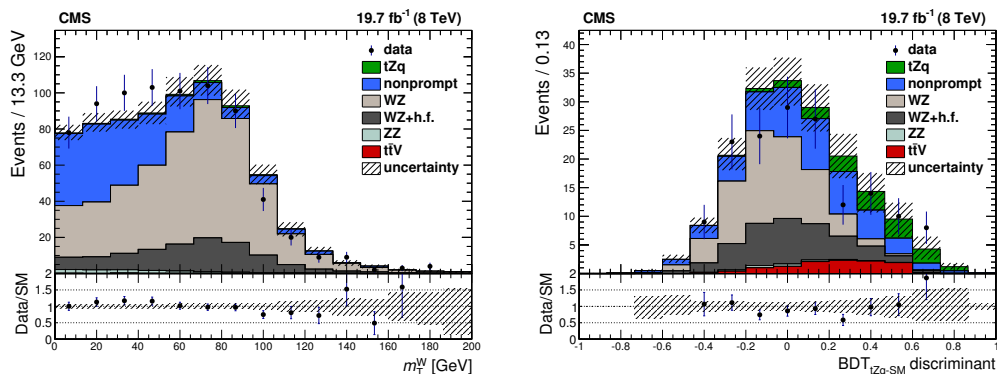 CMS 19.7 fb⁻¹ (8 TeV)
Events / 13.3 GeV
120
100
80
60
40
20
data
tZq
nonprompt
WZ
WZ+h.f.
ZZ
tt̄V
uncertainty
Data/SM
2
1.5
1
0.5
0
0 20 40 60 80 100 120 140 160 180 200
m_T^W [GeV]
CMS 19.7 fb⁻¹ (8 TeV)
Events / 0.13
40
35
30
25
20
15
10
5
data
tZq
nonprompt
WZ
WZ+h.f.
ZZ
tt̄V
uncertainty
Data/SM
2
1.5
1
0.5
0
-1 -0.8 -0.6 -0.4 -0.2 0 0.2 0.4 0.6 0.8 1
BDT_tZq-SM discriminant